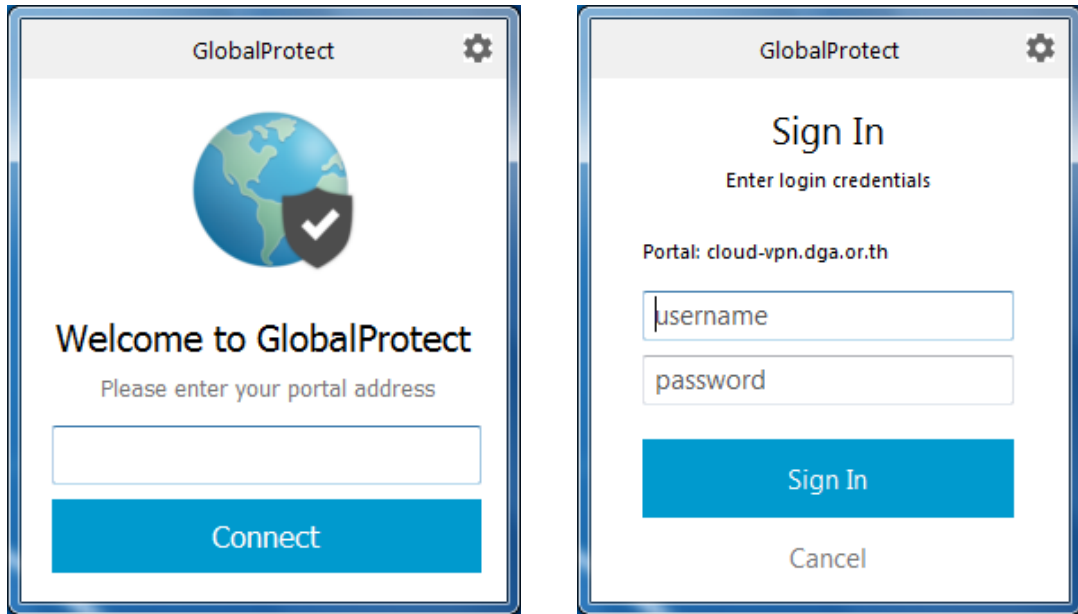 GlobalProtect
Welcome to GlobalProtect
Please enter your portal address
Connect
GlobalProtect
Sign In
Enter login credentials
Portal: cloud-vpn.dga.or.th
username
password
Sign In
Cancel